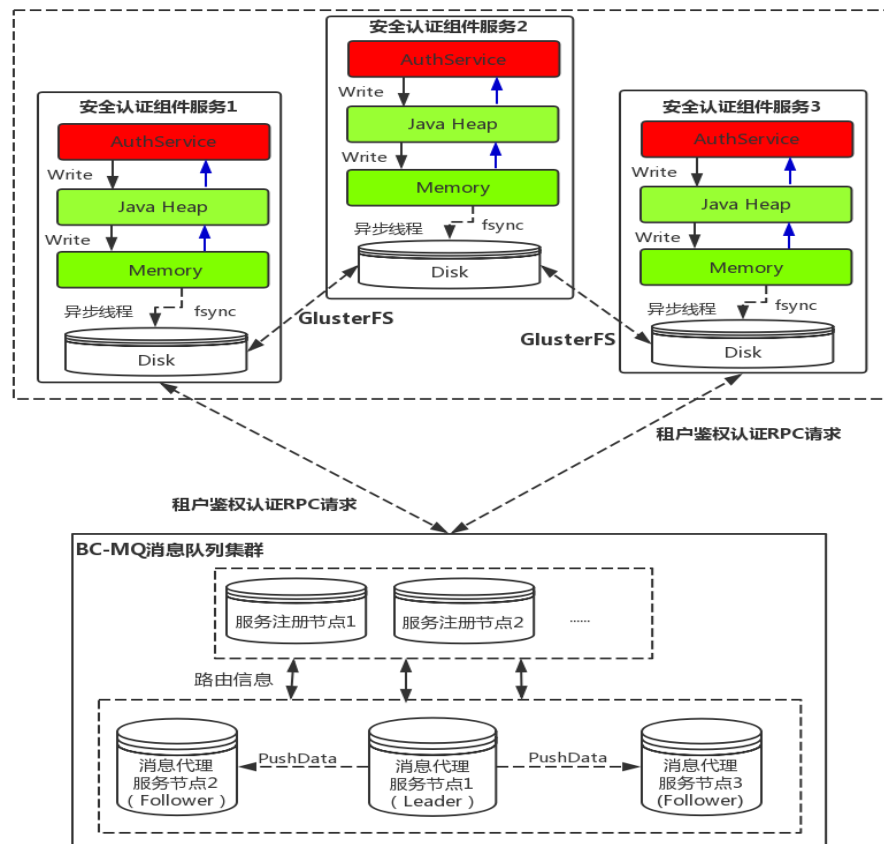 安全认证组件服务2
AuthService
Write
Java Heap
Write
Memory
异步线程
fsync
Disk
安全认证组件服务1
AuthService
Write
Java Heap
Write
Memory
异步线程
fsync
Disk
安全认证组件服务3
AuthService
Write
Java Heap
Write
Memory
异步线程
fsync
Disk
GlusterFS
GlusterFS
租户鉴权认证RPC请求
租户鉴权认证RPC请求
BC-MQ消息队列集群
服务注册节点1
服务注册节点2
......
路由信息
消息代理
服务节点2
（Follower）
PushData
消息代理
服务节点1
（Leader）
PushData
消息代理
服务节点3
(Follower)